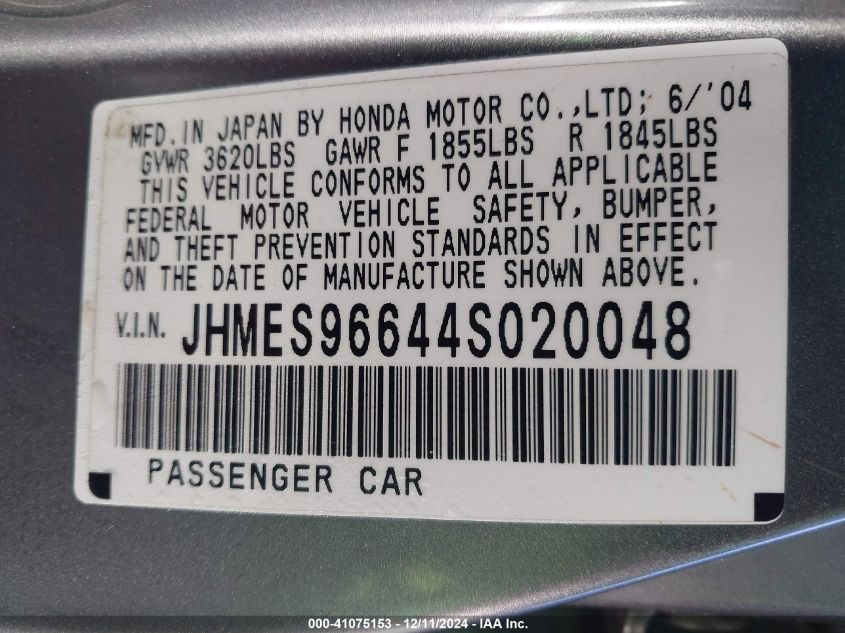 MFD.IN JAPAN BY HONDA MOTOR CO.,LTD; 6/'04
GVWR 3620LBS GAWR F 1855LBS R 1845LBS
THIS VEHICLE CONFORMS TO ALL APPLICABLE
FEDERAL MOTOR VEHICLE SAFETY, BUMPER,
AND THEFT PREVENTION STANDARDS IN EFFECT
ON THE DATE OF MANUFACTURE SHOWN ABOVE.
V.I.N. JHMES96644S020048
PASSENGER CAR
000-41075153 - 12/11/2024 - IAA Inc.